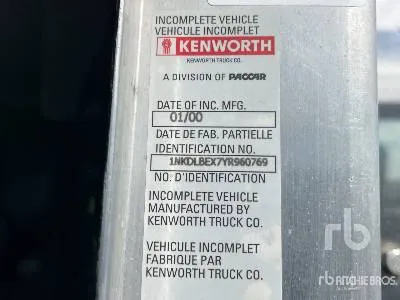 INCOMPLETE VEHICLE
VEHICULE INCOMPLET
KENWORTH
KENWORTH TRUCK CO.
A DIVISION OF PACCAR
DATE OF INC. MFG.
01/00
DATE DE FAB. PARTIELLE
IDENTIFICATION NO.
1NKDLBEX7YR960769
NO. D'IDENTIFICATION
INCOMPLETE VEHICLE
MANUFACTURED BY
KENWORTH TRUCK CO.
VEHICULE INCOMPLET
FABRIQUE PAR
KENWORTH TRUCK CO.
rb
RITCHIE BROS.